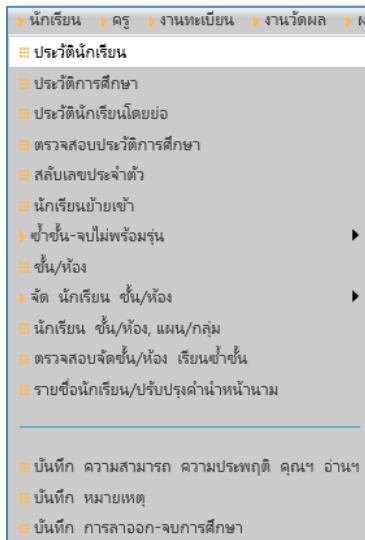 นักเรียน ครู งานทะเบียน งานวัดผล ผ
ประวัตินักเรียน
ประวัติการศึกษา
ประวัตินักเรียนโดยย่อ
ตรวจสอบประวัติการศึกษา
สลับเลขประจำตัว
นักเรียนย้ายเข้า
ซ้ำชั้น-จบไม่พร้อมรุ่น
ชั้น/ห้อง
จัด นักเรียน ชั้น/ห้อง
นักเรียน ชั้น/ห้อง, แผน/กลุ่ม
ตรวจสอบจัดชั้น/ห้อง เรียนซ้ำชั้น
รายชื่อนักเรียน/ปรับปรุงคำนำหน้านาม
บันทึก ความสามารถ ความประพฤติ คุณฯ อ่านฯ
บันทึก หมายเหตุ
บันทึก การลาออก-จบการศึกษา